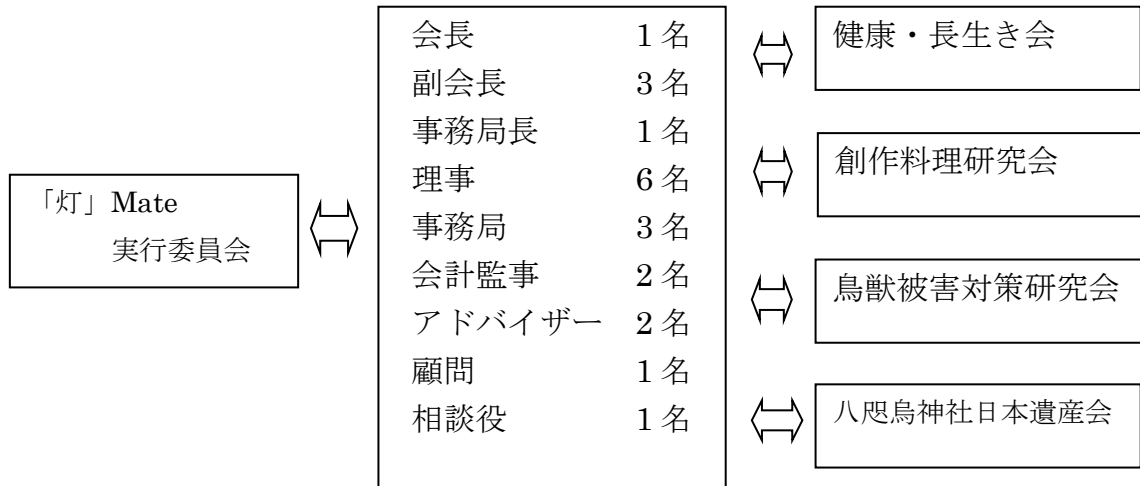 「灯」Mate
実行委員会
会長 1名
副会長 3名
事務局長 1名
理事 6名
事務局 3名
会計監事 2名
アドバイザー 2名
顧問 1名
相談役 1名
健康・長生き会
創作料理研究会
鳥獣被害対策研究会
八咫烏神社日本遺産会